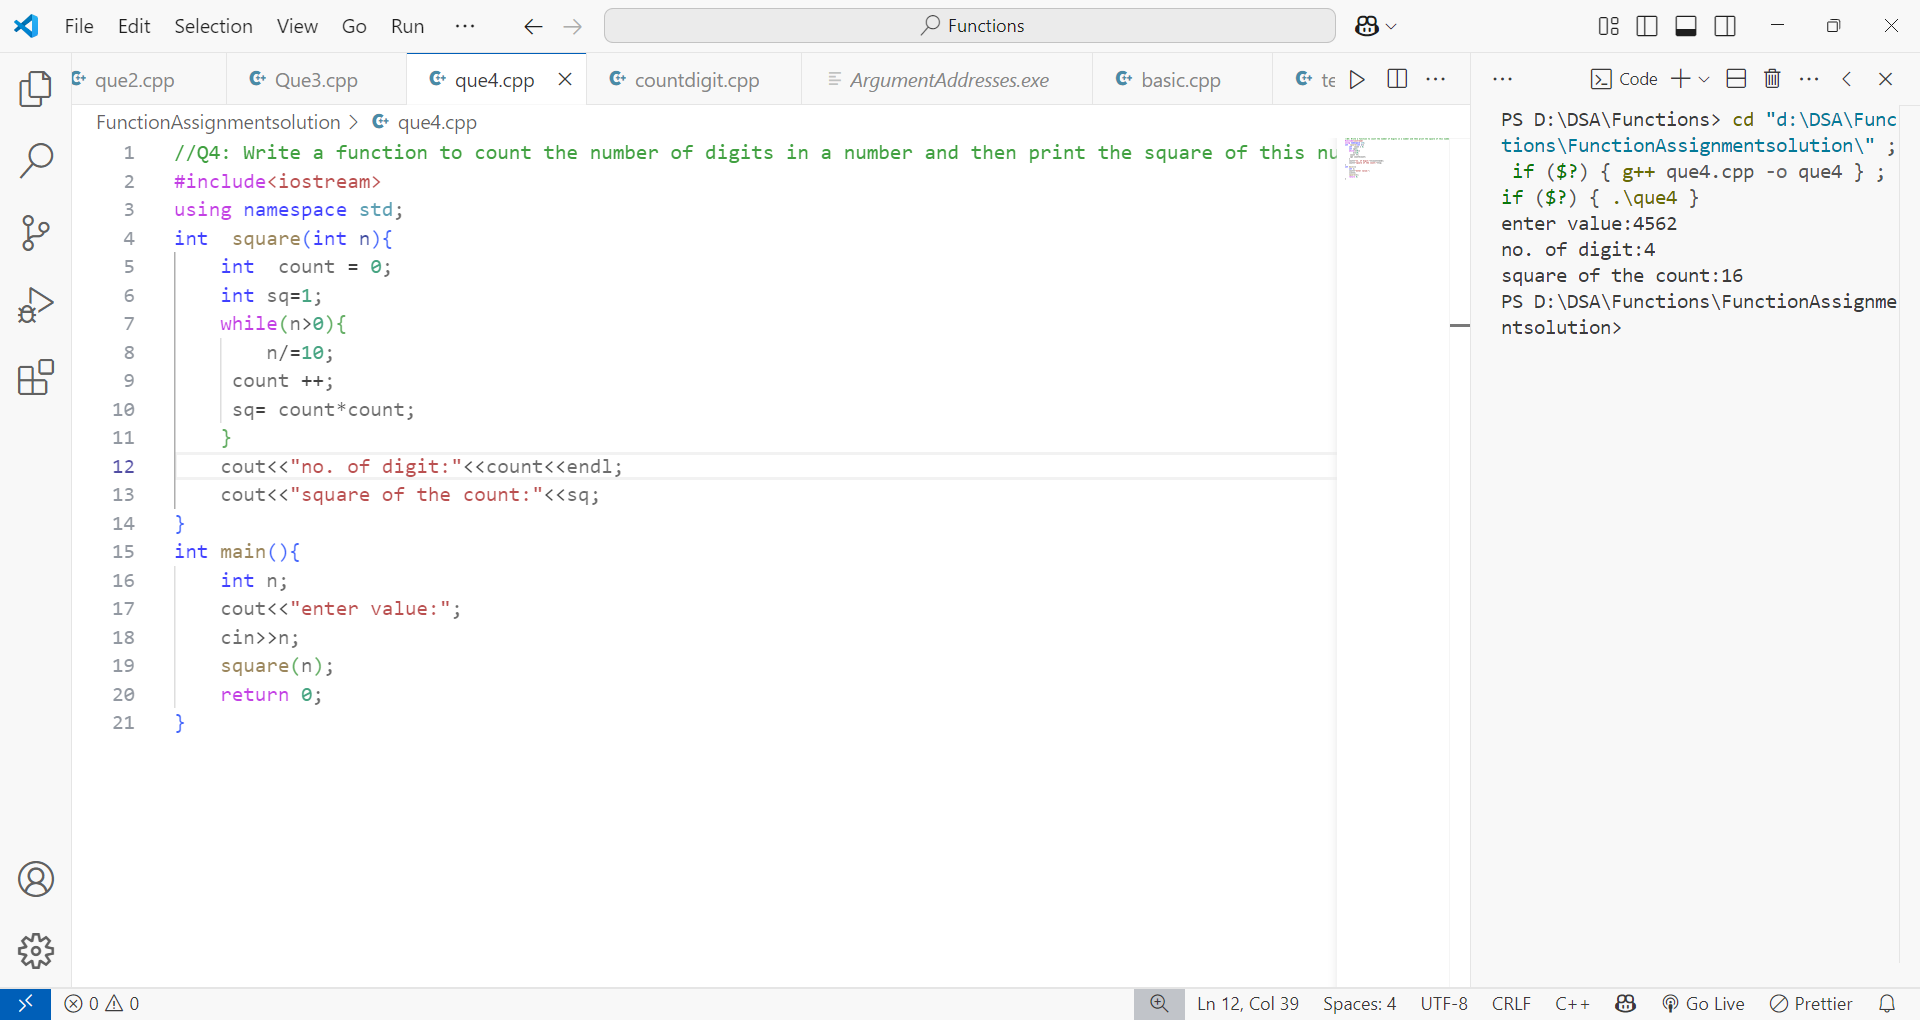 File Edit Selection View Go Run ··· Functions
que2.cpp Que3.cpp que4.cpp countdigit.cpp ArgumentAddresses.exe basic.cpp te
FunctionAssignmentsolution > que4.cpp
1 //Q4: Write a function to count the number of digits in a number and then print the square of this nu
2 #include<iostream>
3 using namespace std;
4 int  square(int n){
5     int  count = 0;
6     int sq=1;
7     while(n>0){
8         n/=10;
9      count ++;
10      sq= count*count;
11     }
12     cout<<"no. of digit:"<<count<<endl;
13     cout<<"square of the count:"<<sq;
14 }
15 int main(){
16     int n;
17     cout<<"enter value:";
18     cin>>n;
19     square(n);
20     return 0;
21 }
Code
PS D:\DSA\Functions> cd "d:\DSA\Func
tions\FunctionAssignmentsolution\" ;
 if ($?) { g++ que4.cpp -o que4 } ;
if ($?) { .\que4 }
enter value:4562
no. of digit:4
square of the count:16
PS D:\DSA\Functions\FunctionAssignme
ntsolution>
0 0 Ln 12, Col 39 Spaces: 4 UTF-8 CRLF C++ Go Live Prettier